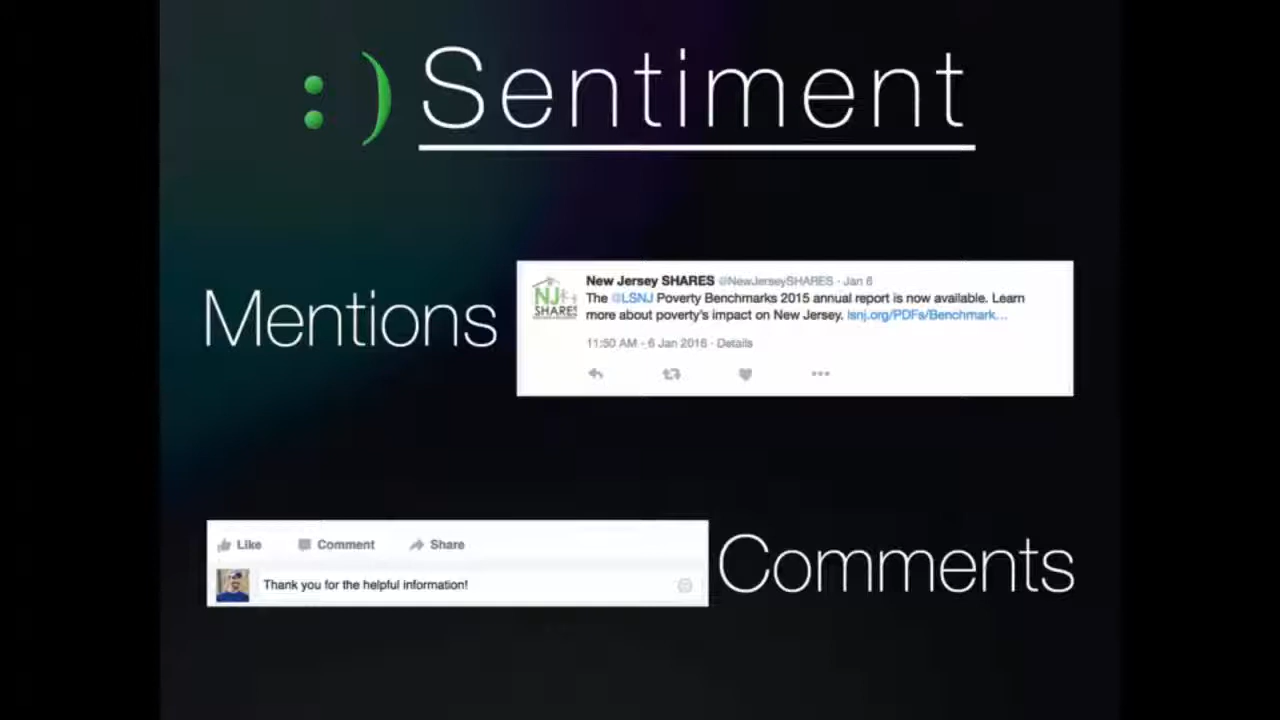 :) Sentiment
Mentions
NJ
SHARES
New Jersey SHARES @NewJerseySHARES · Jan 6
The @LSNJ Poverty Benchmarks 2015 annual report is now available. Learn
more about poverty's impact on New Jersey. lsnj.org/PDFs/Benchmark...
11:50 AM - 6 Jan 2016 · Details
Like Comment Share
Thank you for the helpful information!
Comments